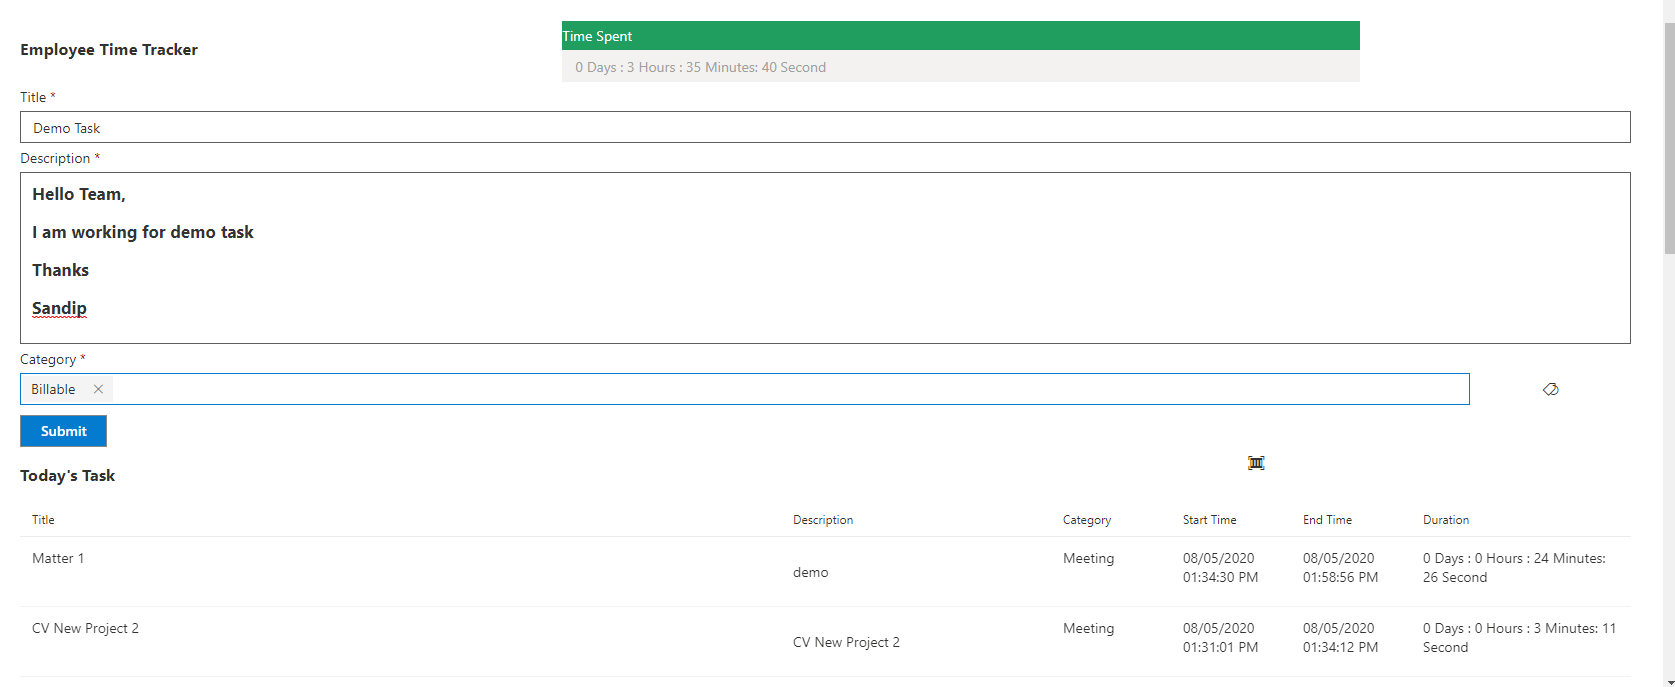 Employee Time Tracker
Time Spent
0 Days : 3 Hours : 35 Minutes: 40 Second
Title *
Demo Task
Description *
Hello Team,
I am working for demo task
Thanks
Sandip
Category *
Billable
Submit
Today's Task
Title Description Category Start Time End Time Duration
Matter 1 demo Meeting 08/05/2020 01:34:30 PM 08/05/2020 01:58:56 PM 0 Days : 0 Hours : 24 Minutes: 26 Second
CV New Project 2 CV New Project 2 Meeting 08/05/2020 01:31:01 PM 08/05/2020 01:34:12 PM 0 Days : 0 Hours : 3 Minutes: 11 Second